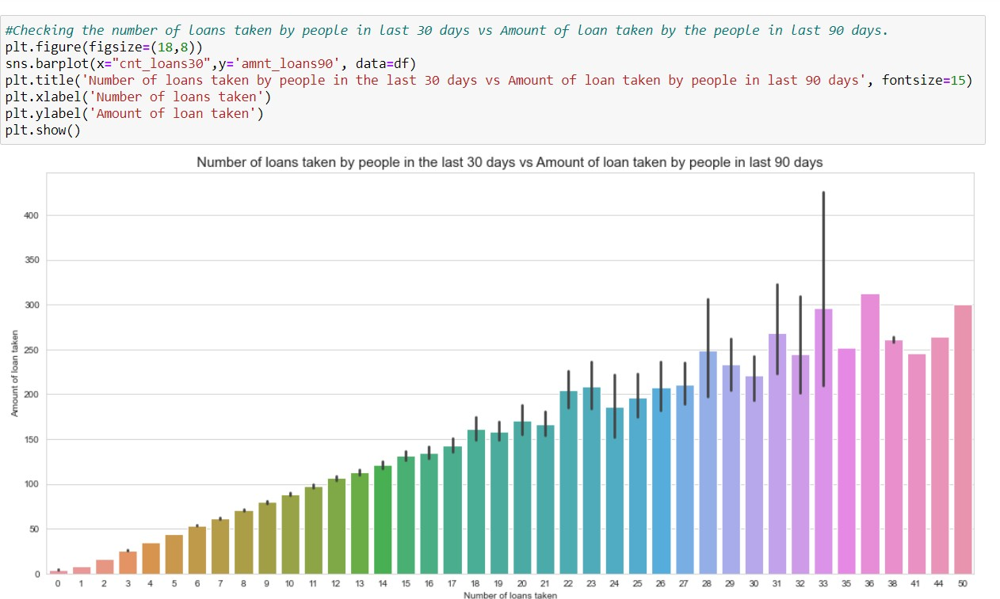 #Checking the number of loans taken by people in last 30 days vs Amount of loan taken by the people in last 90 days.
plt.figure(figsize=(18,8))
sns.barplot(x="cnt_loans30",y='amnt_loans90', data=df)
plt.title('Number of loans taken by people in the last 30 days vs Amount of loan taken by people in last 90 days', fontsize=15)
plt.xlabel('Number of loans taken')
plt.ylabel('Amount of loan taken')
plt.show()
Number of loans taken by people in the last 30 days vs Amount of loan taken by people in last 90 days
Amount of loan taken
400
350
300
250
200
150
100
50
0
0 1 2 3 4 5 6 7 8 9 10 11 12 13 14 15 16 17 18 19 20 21 22 23 24 25 26 27 28 29 30 31 32 33 35 36 38 41 44 50
Number of loans taken